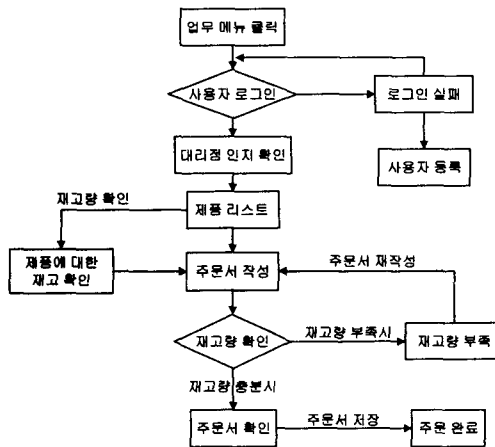 업무 메뉴 클릭
사용자 로그인
로그인 실패
대리점 인지 확인
사용자 등록
재고량 확인
제품 리스트
제품에 대한
재고 확인
주문서 작성
주문서 재작성
재고량 확인
재고량 부족시
재고량 부족
재고량 충분시
주문서 확인
주문서 저장
주문 완료